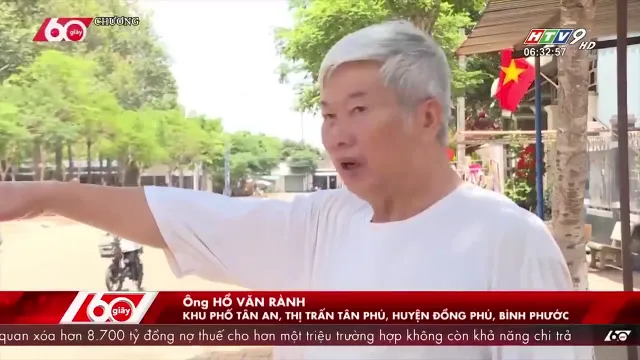 60 giây
CHƯƠNG
HTV9 HD
06:32:57
60 giây
Ông HỒ VĂN RÀNH
KHU PHỐ TÂN AN, THỊ TRẤN TÂN PHÚ, HUYỆN ĐỒNG PHÚ, BÌNH PHƯỚC
quan xóa hơn 8.700 tỷ đồng nợ thuế cho hơn một triệu trường hợp không còn khả năng chi trả
60